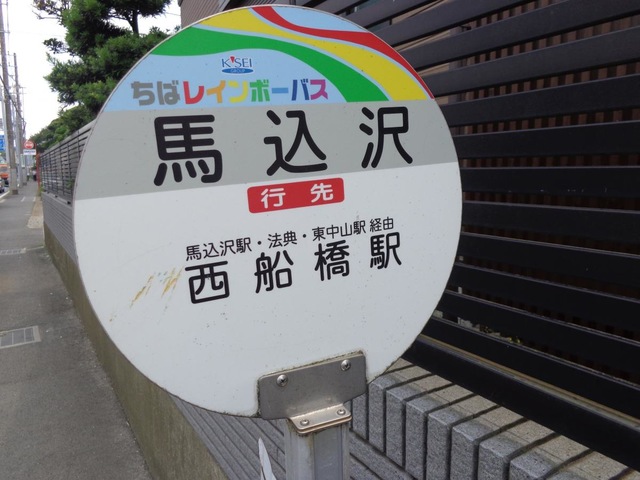 KeiSEI
ちばレインボーバス
馬込沢
行先
馬込沢駅・法典・東中山駅 経由
西船橋駅